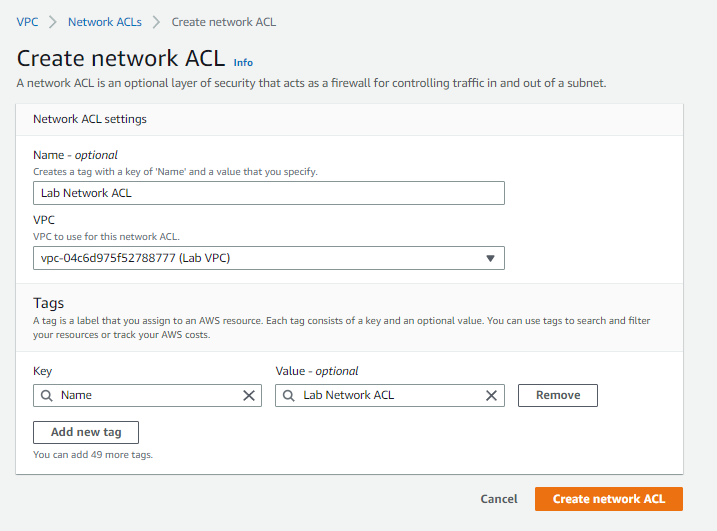 VPC > Network ACLs > Create network ACL
Create network ACL Info
A network ACL is an optional layer of security that acts as a firewall for controlling traffic in and out of a subnet.
Network ACL settings
Name - optional
Creates a tag with a key of 'Name' and a value that you specify.
Lab Network ACL
VPC
VPC to use for this network ACL.
vpc-04c6d975f52788777 (Lab VPC)
Tags
A tag is a label that you assign to an AWS resource. Each tag consists of a key and an optional value. You can use tags to search and filter
your resources or track your AWS costs.
Key Value - optional
Name Lab Network ACL Remove
Add new tag
You can add 49 more tags.
Cancel Create network ACL